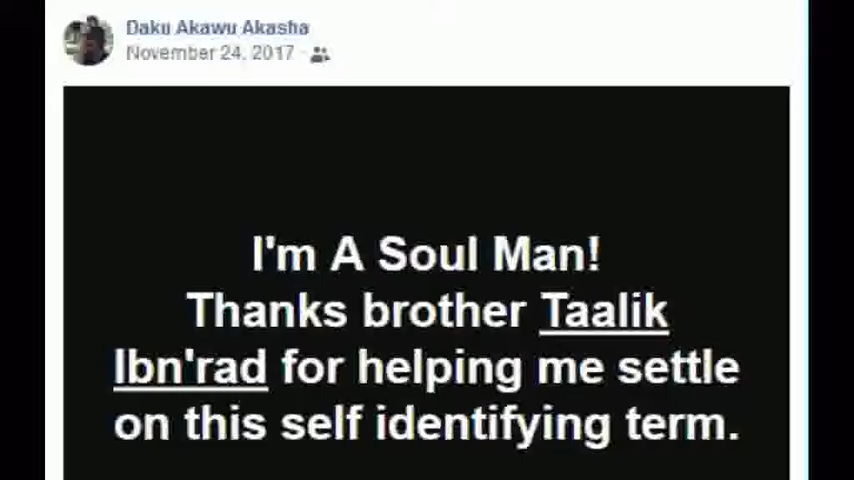 Daku Akawu Akasha
November 24, 2017 ·
I'm A Soul Man!
Thanks brother Taalik
Ibn'rad for helping me settle
on this self identifying term.